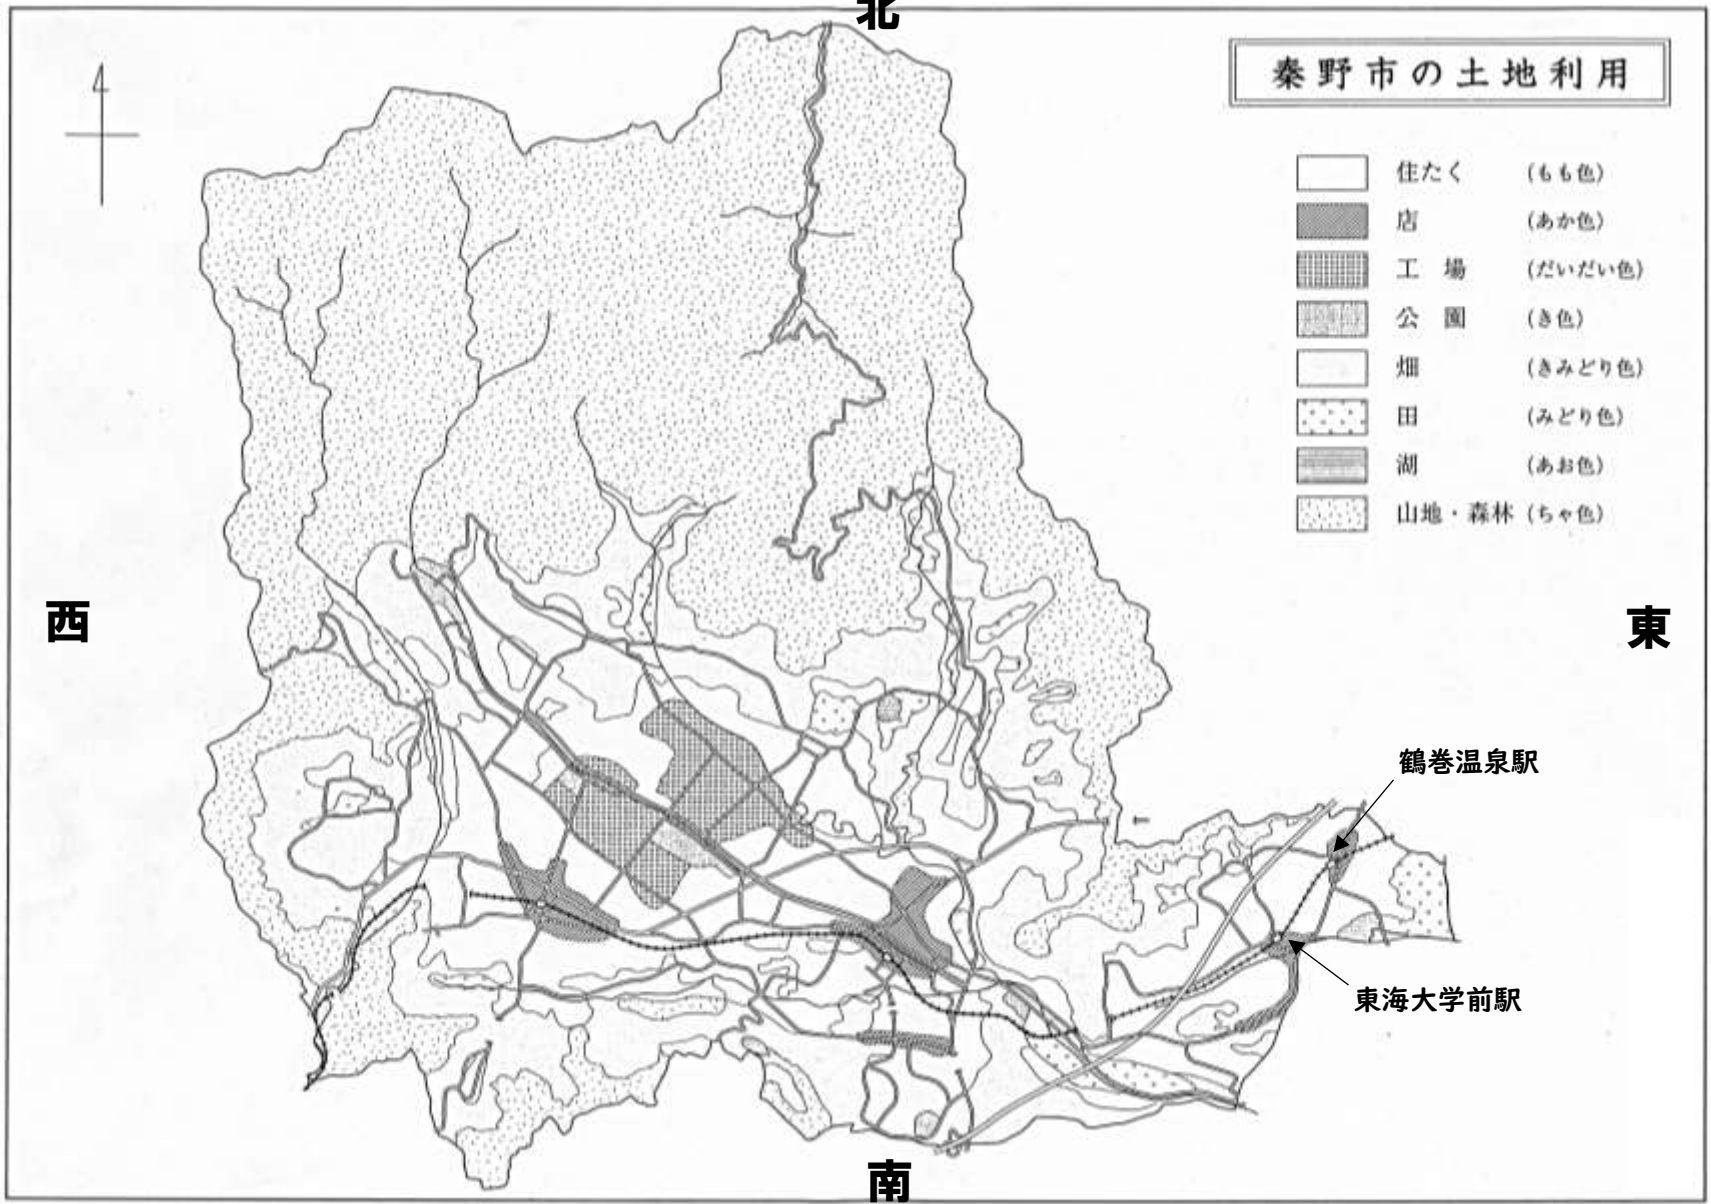 北
秦野市の土地利用
住たく (もも色)
店 (あか色)
工場 (だいだい色)
公園 (き色)
畑 (きみどり色)
田 (みどり色)
湖 (あお色)
山地・森林 (ちゃ色)
西
東
鶴巻温泉駅
東海大学前駅
南